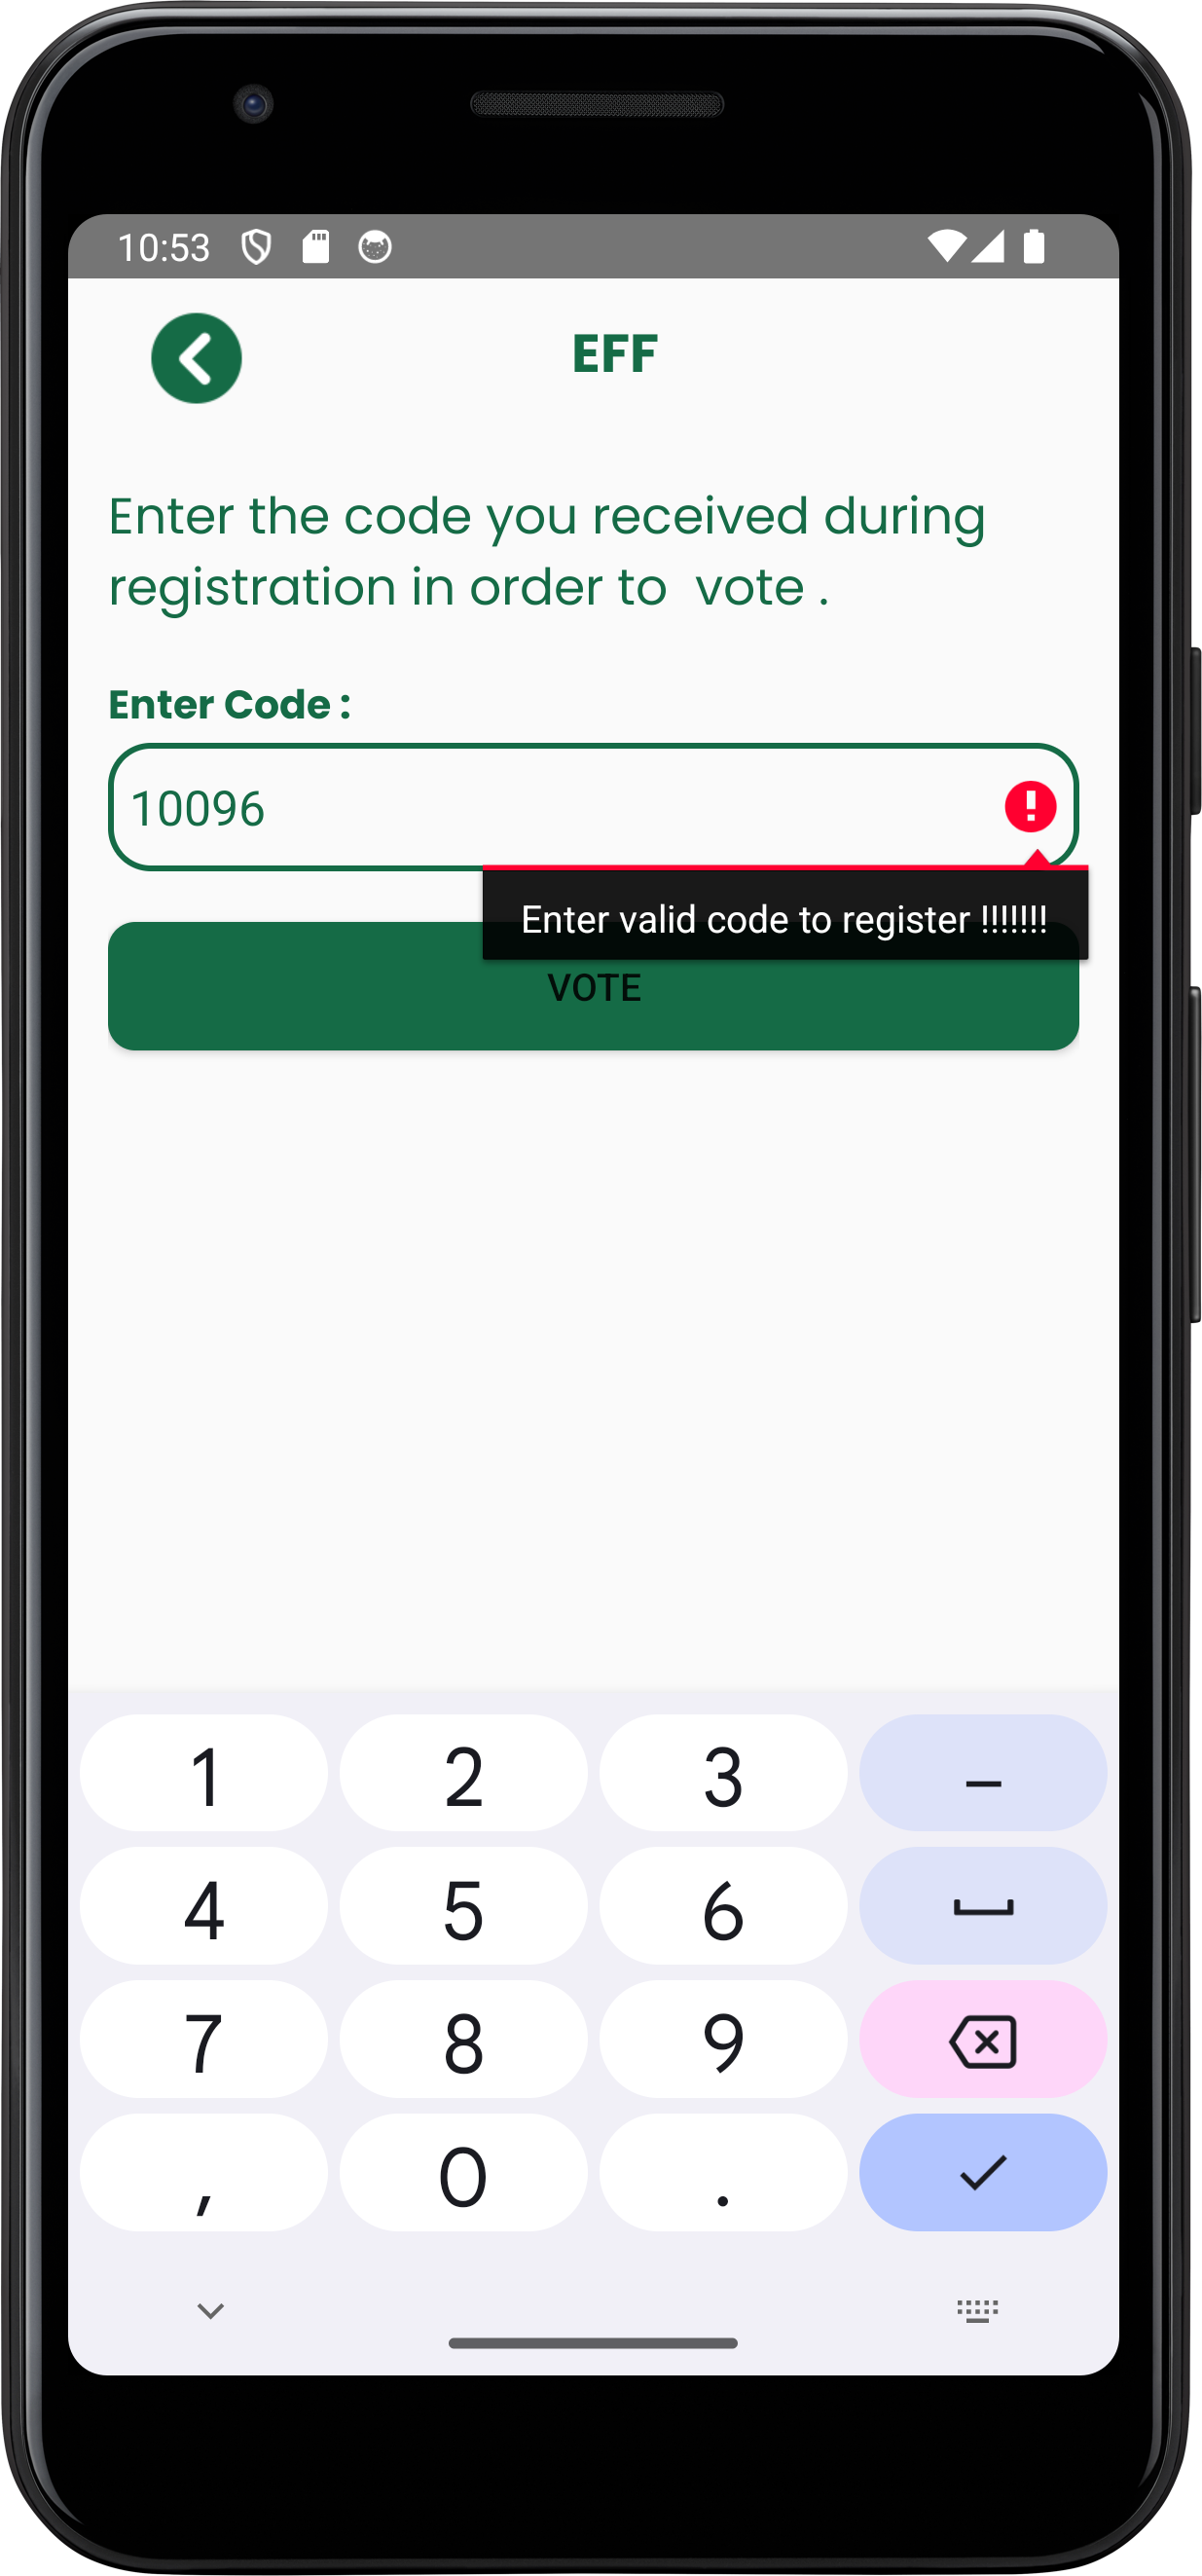 10:53
EFF
Enter the code you received during
registration in order to  vote .
Enter Code :
10096
Enter valid code to register !!!!!!!
VOTE
1 2 3 –
4 5 6
7 8 9
, 0 .